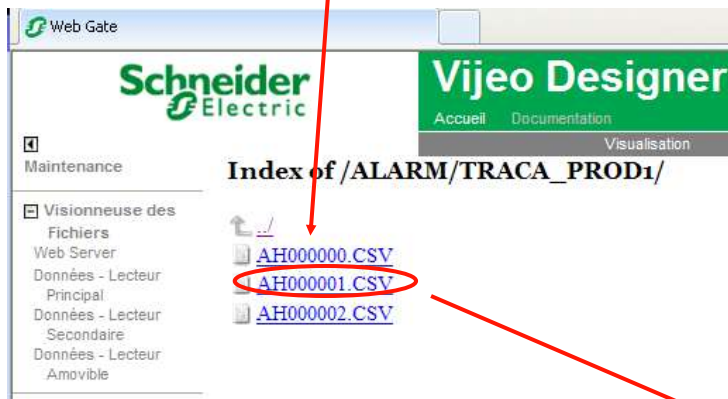 Web Gate
Schneider
Electric
Vijeo Designer
Accueil Documentation
Visualisation
Maintenance
Index of /ALARM/TRACA_PROD1/
Visionneuse des
Fichiers
Web Server
Données - Lecteur
Principal
Données - Lecteur
Secondaire
Données - Lecteur
Amovible
../
AH000000.CSV
AH000001.CSV
AH000002.CSV